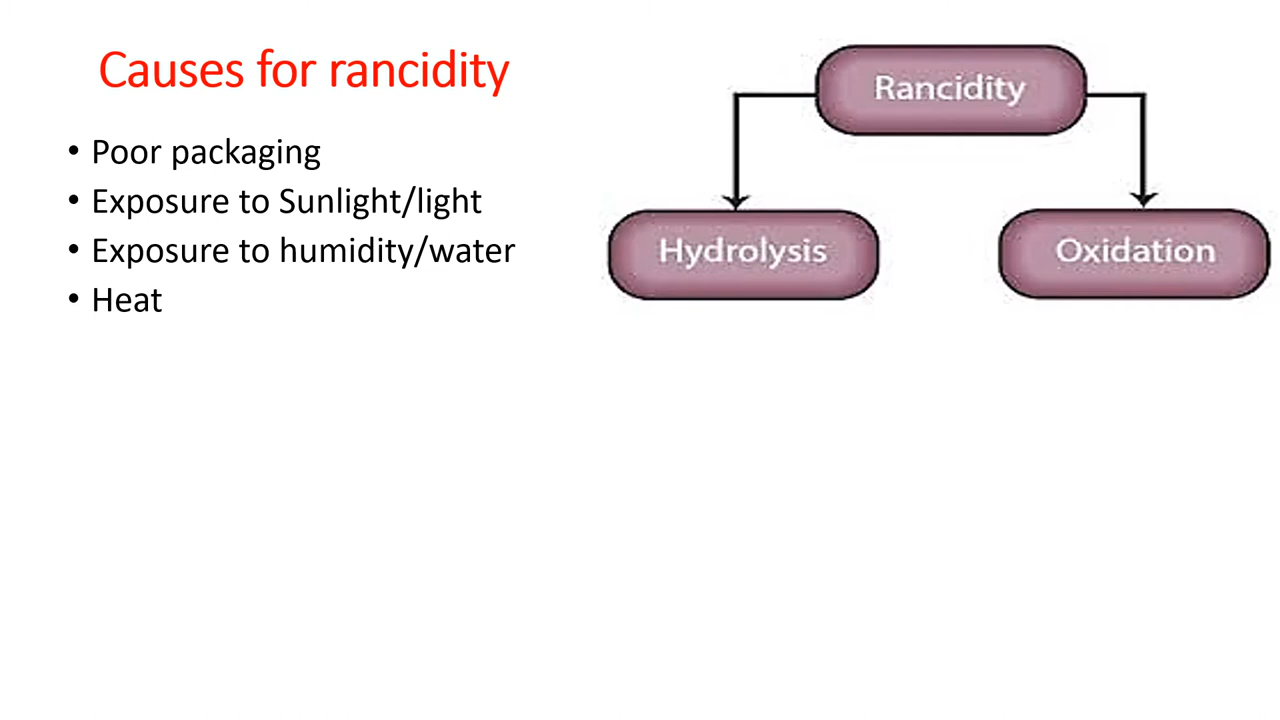 Causes for rancidity
• Poor packaging
• Exposure to Sunlight/light
• Exposure to humidity/water
• Heat
Rancidity
Hydrolysis
Oxidation